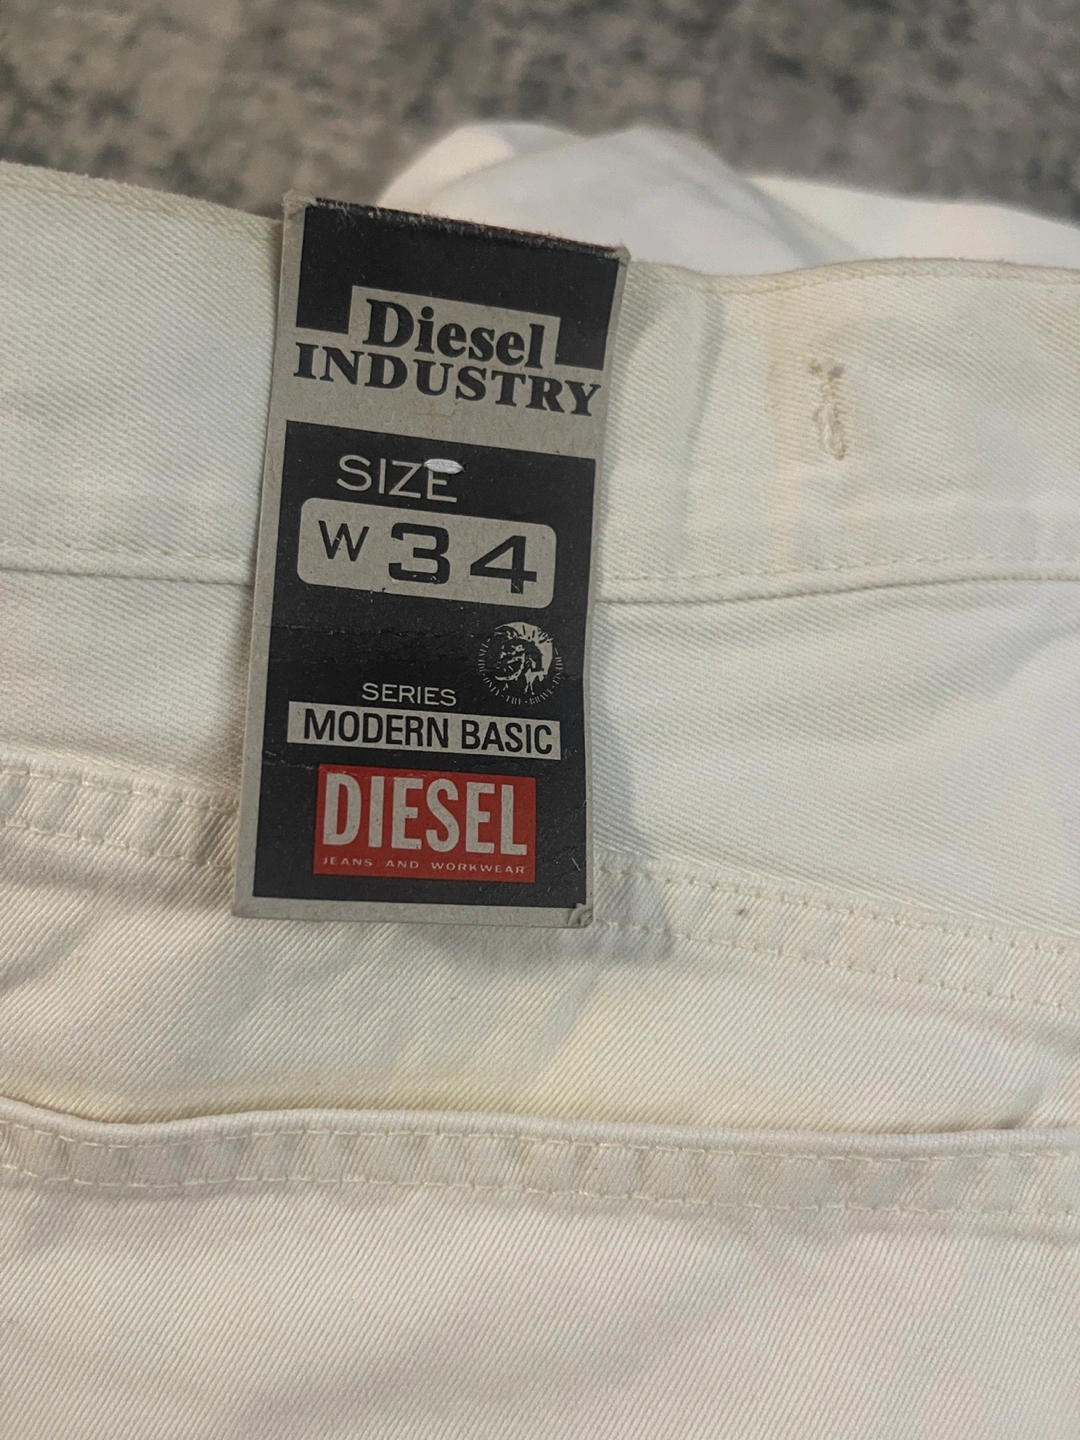 Diesel
INDUSTRY
SIZE
W 34
SERIES
MODERN BASIC
DIESEL
JEANS AND WORKWEAR